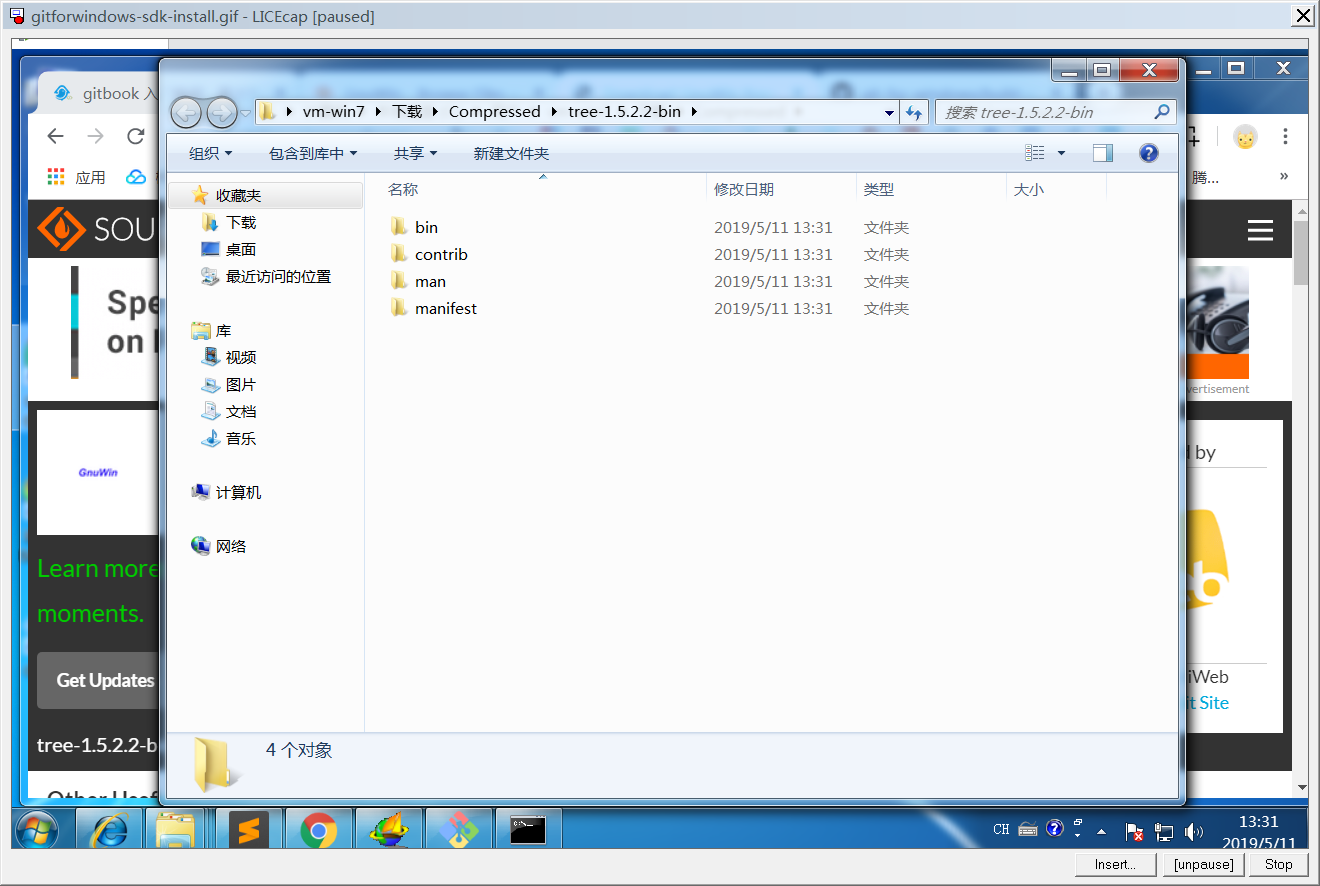 gitforwindows-sdk-install.gif - LICEcap [paused]
gitbook 入
vm-win7 下载 Compressed tree-1.5.2.2-bin
搜索 tree-1.5.2.2-bin
组织 包含到库中 共享 新建文件夹
应用
腾...
»
SOU
收藏夹
下载
桌面
最近访问的位置
库
视频
图片
文档
音乐
计算机
网络
名称 修改日期 类型 大小
bin 2019/5/11 13:31 文件夹
contrib 2019/5/11 13:31 文件夹
man 2019/5/11 13:31 文件夹
manifest 2019/5/11 13:31 文件夹
4 个对象
Spe
on
GnuWin
Learn more
moments.
Get Updates
tree-1.5.2.2-b
Other Usef
vertisement
by
iWeb
it Site
CH
13:31
2019/5/11
Insert... [unpause] Stop